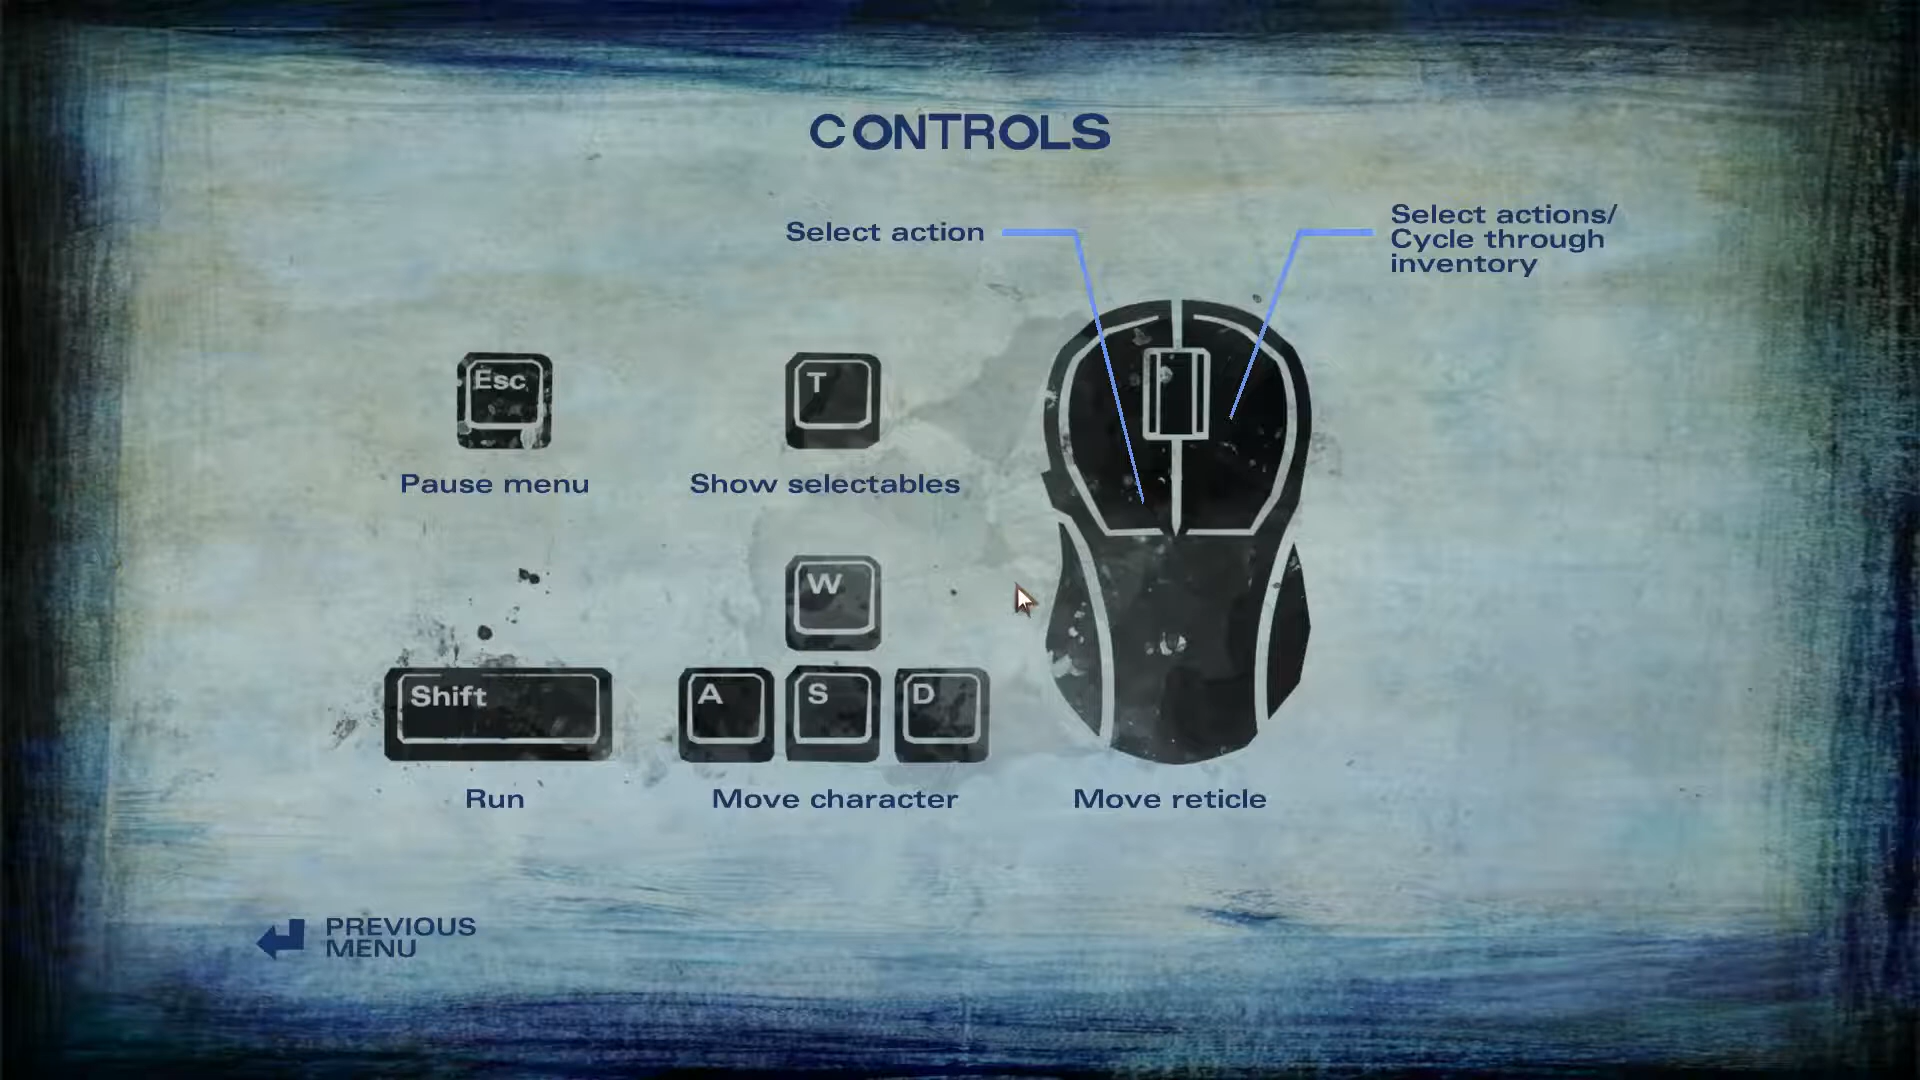 CONTROLS
Select action
Select actions/
Cycle through
inventory
Esc
T
Pause menu
Show selectables
W
Shift
A
S
D
Run
Move character
Move reticle
PREVIOUS
MENU